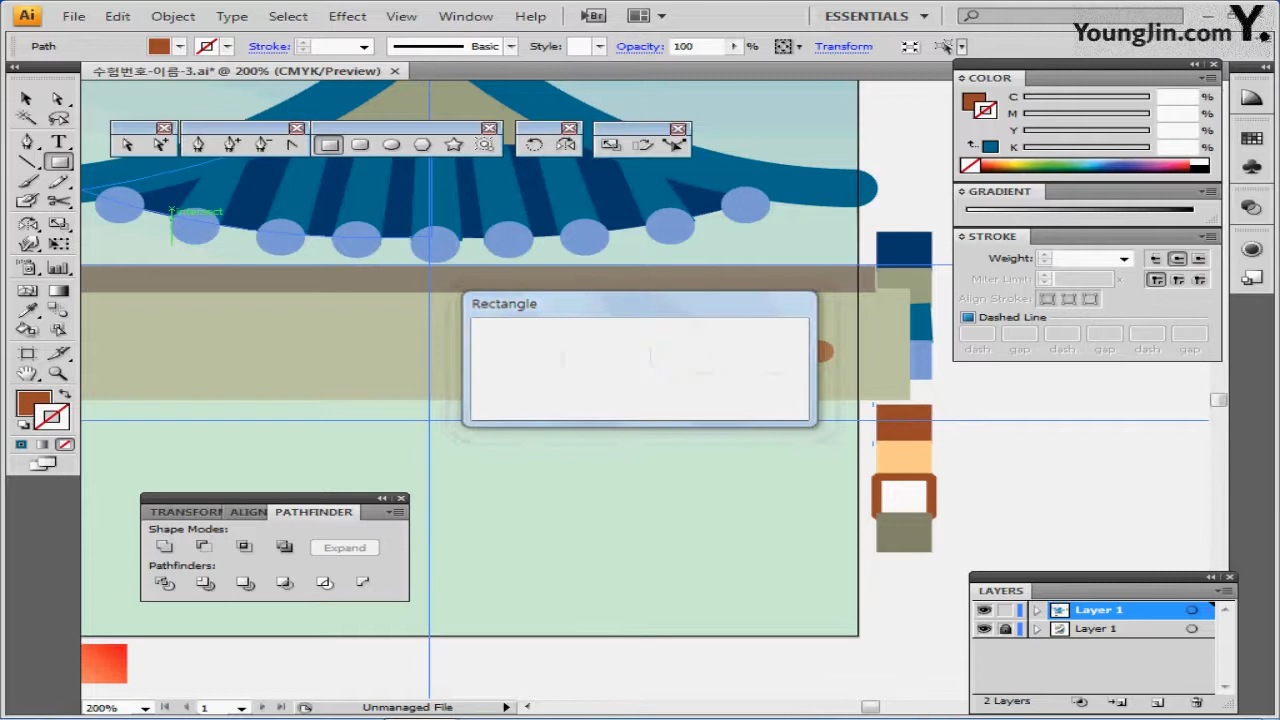 Ai File Edit Object Type Select Effect View Window Help Br ESSENTIALS
YoungJin.com Y.
Path Stroke: Basic Style: Opacity: 100 % Transform
수험번호-이름-3.ai* @ 200% (CMYK/Preview)
COLOR
C %
M %
Y %
K %
GRADIENT
STROKE
Weight:
Miter Limit: x
Align Stroke:
Dashed Line
dash gap dash gap dash gap
intersect
Rectangle
TRANSFORM ALIGN PATHFINDER
Shape Modes:
Expand
Pathfinders:
LAYERS
Layer 1
Layer 1
2 Layers
200% 1 Unmanaged File